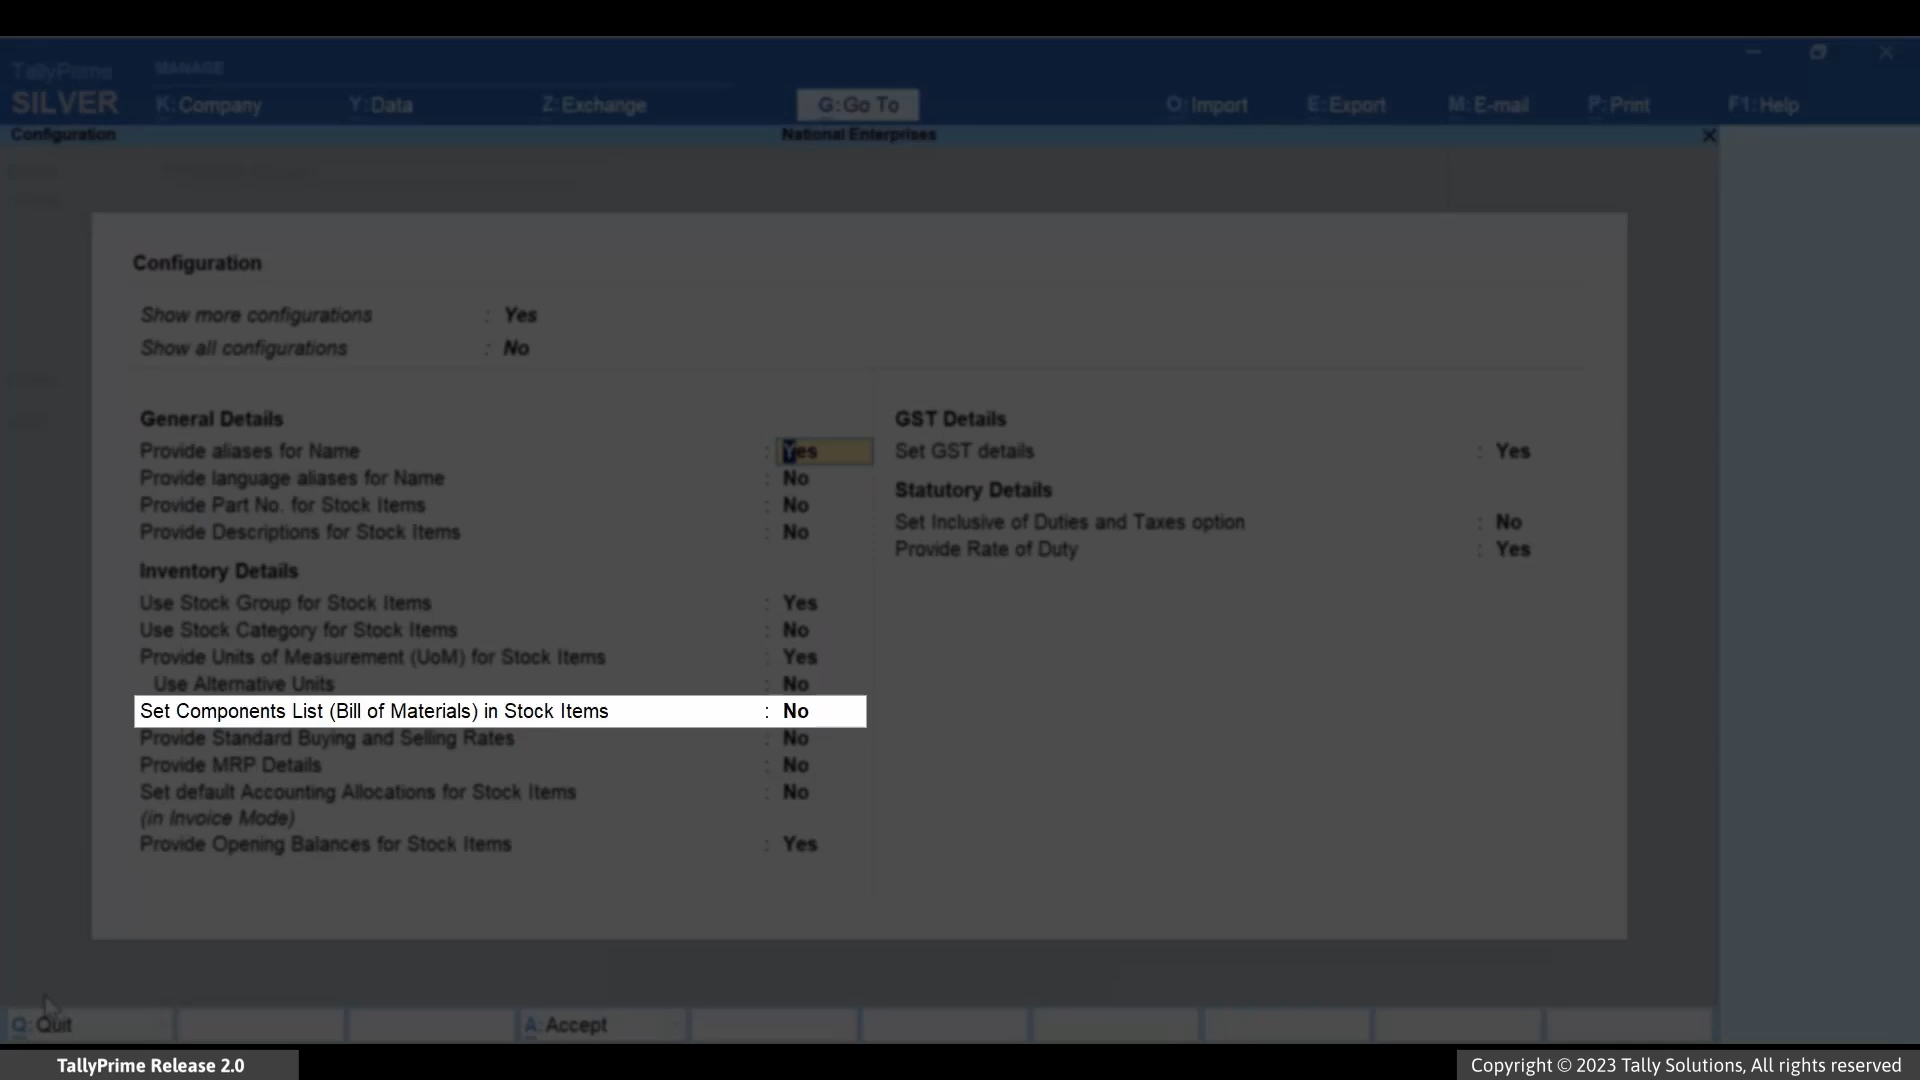 TallyPrime
MANAGE
SILVER
K: Company
Y: Data
Z: Exchange
G: Go To
O: Import
E: Export
M: E-mail
P: Print
F1: Help
Configuration
National Enterprises
Configuration
Show more configurations : Yes
Show all configurations : No
General Details
Provide aliases for Name : Yes
Provide language aliases for Name : No
Provide Part No. for Stock Items : No
Provide Descriptions for Stock Items : No
Inventory Details
Use Stock Group for Stock Items : Yes
Use Stock Category for Stock Items : No
Provide Units of Measurement (UoM) for Stock Items : Yes
Use Alternative Units : No
Set Components List (Bill of Materials) in Stock Items : No
Provide Standard Buying and Selling Rates : No
Provide MRP Details : No
Set default Accounting Allocations for Stock Items : No
(in Invoice Mode)
Provide Opening Balances for Stock Items : Yes
GST Details
Set GST details : Yes
Statutory Details
Set Inclusive of Duties and Taxes option : No
Provide Rate of Duty : Yes
Q: Quit
A: Accept
TallyPrime Release 2.0
Copyright © 2023 Tally Solutions, All rights reserved